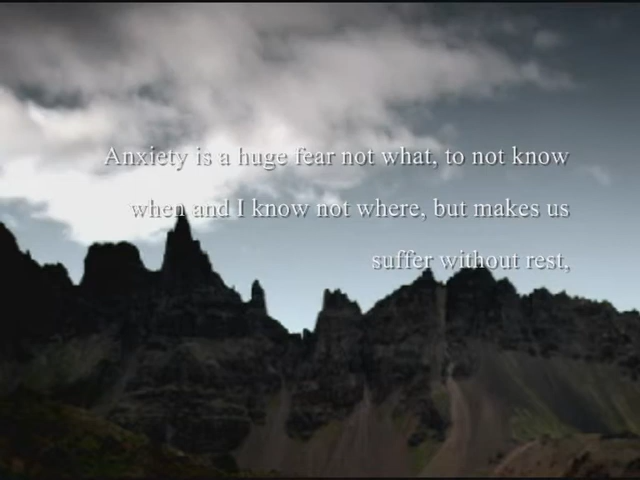 Anxiety is a huge fear not what, to not know
when and I know not where, but makes us
suffer without rest,